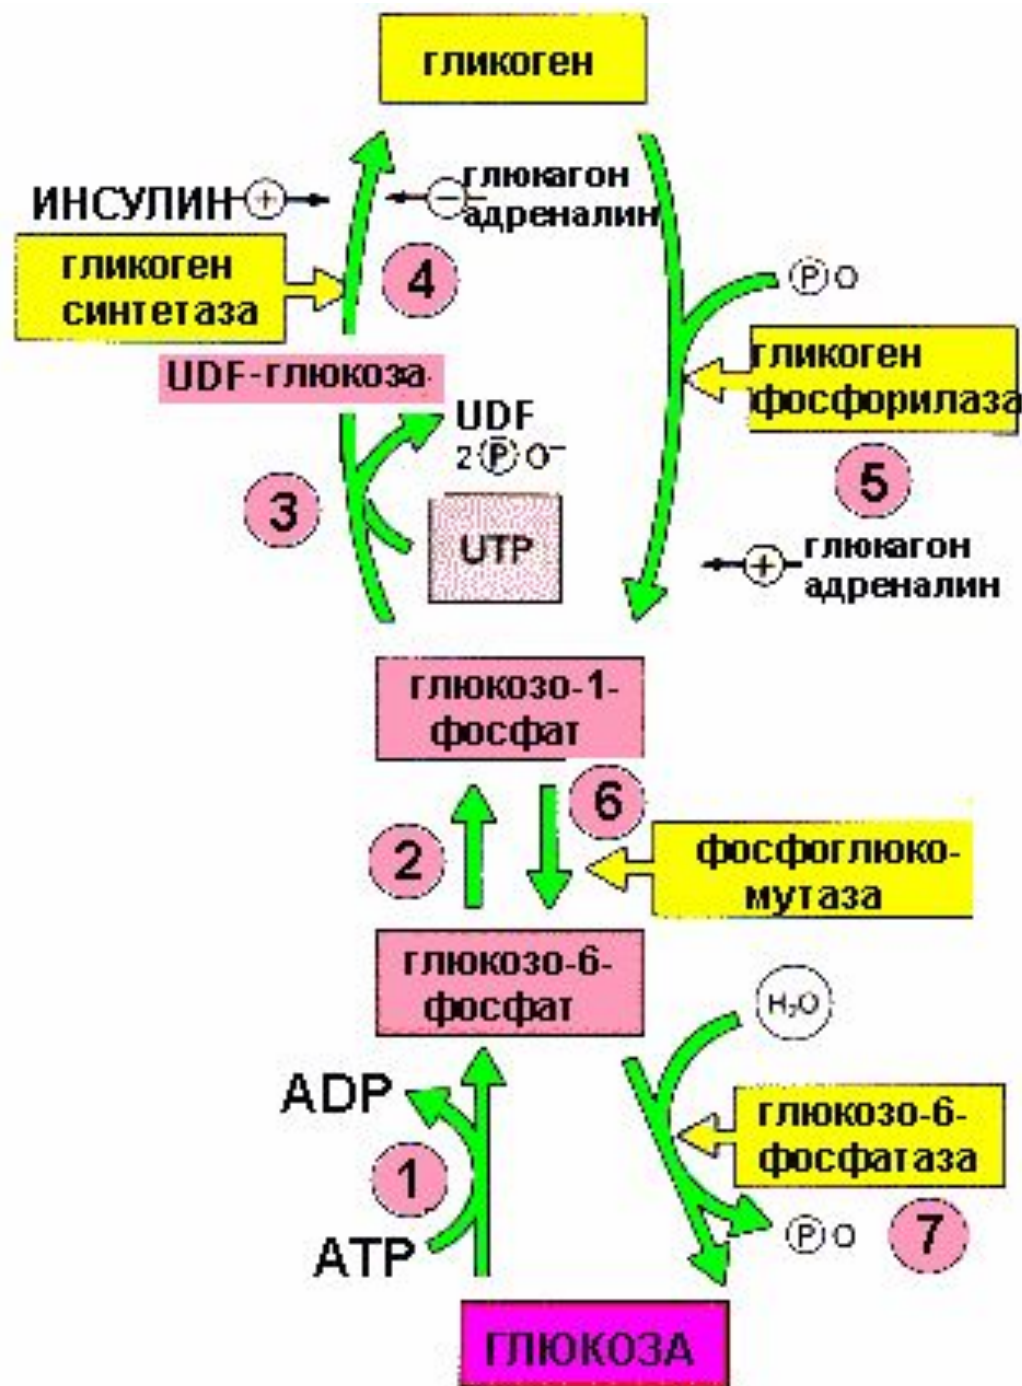 гликоген
ИНСУЛИН
+
−
глюкагон
адреналин
гликоген
синтетаза
4
Ⓟ O
UDF-глюкоза
гликоген
фосфорилаза
UDF
2 Ⓟ O⁻
3
5
UTP
+
глюкагон
адреналин
глюкозо-1-
фосфат
6
2
фосфоглюко-
мутаза
глюкозо-6-
фосфат
H₂O
ADP
1
глюкозо-6-
фосфатаза
ATP
Ⓟ O
7
ГЛЮКОЗА